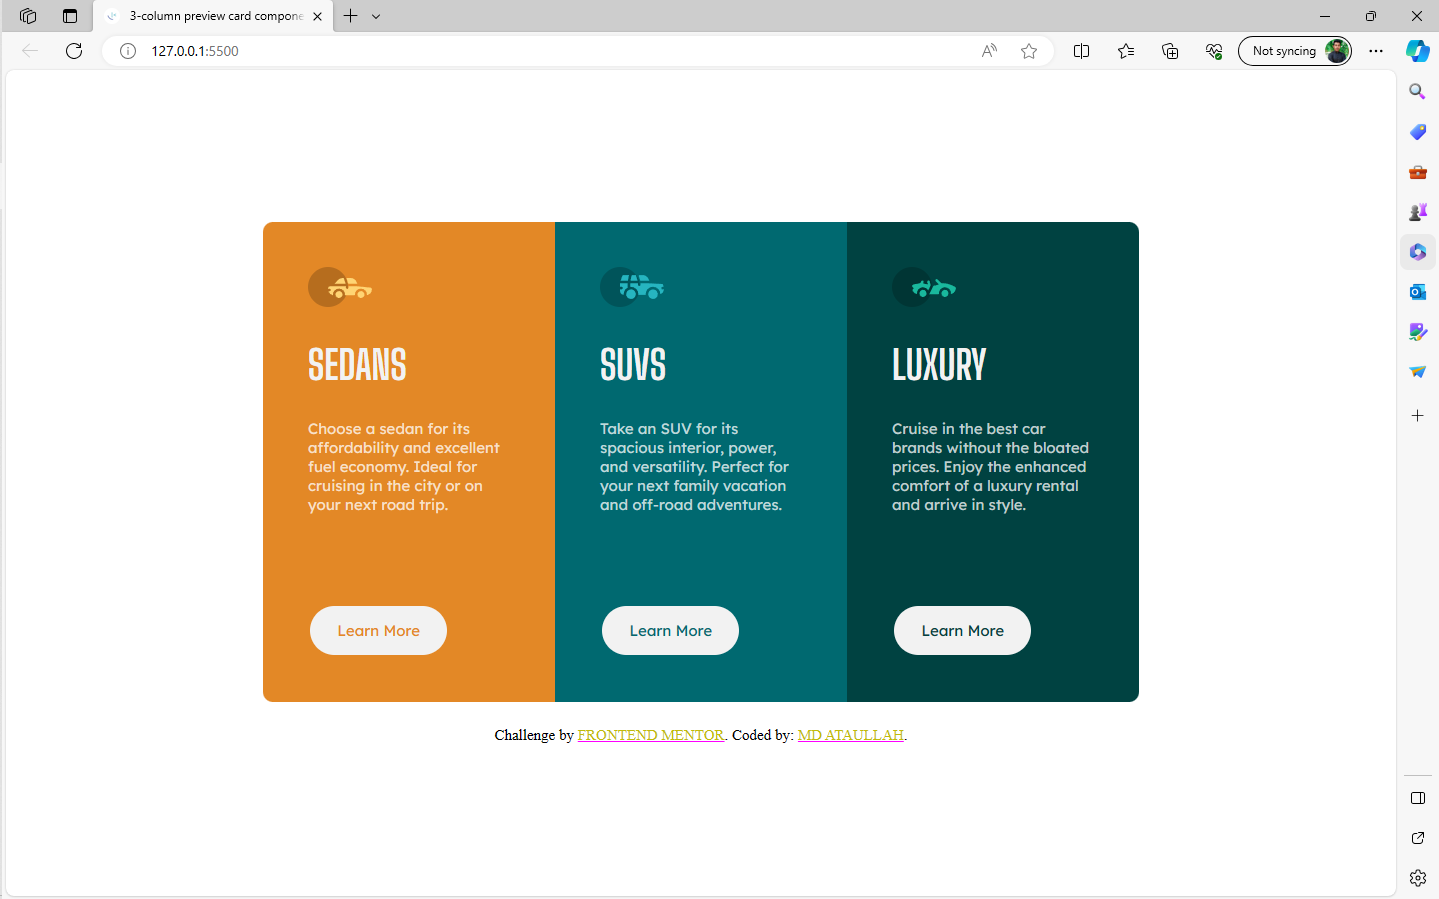 3-column preview card compone
127.0.0.1:5500
Not syncing
SEDANS
Choose a sedan for its
affordability and excellent
fuel economy. Ideal for
cruising in the city or on
your next road trip.
Learn More
SUVS
Take an SUV for its
spacious interior, power,
and versatility. Perfect for
your next family vacation
and off-road adventures.
Learn More
LUXURY
Cruise in the best car
brands without the bloated
prices. Enjoy the enhanced
comfort of a luxury rental
and arrive in style.
Learn More
Challenge by FRONTEND MENTOR. Coded by: MD ATAULLAH.